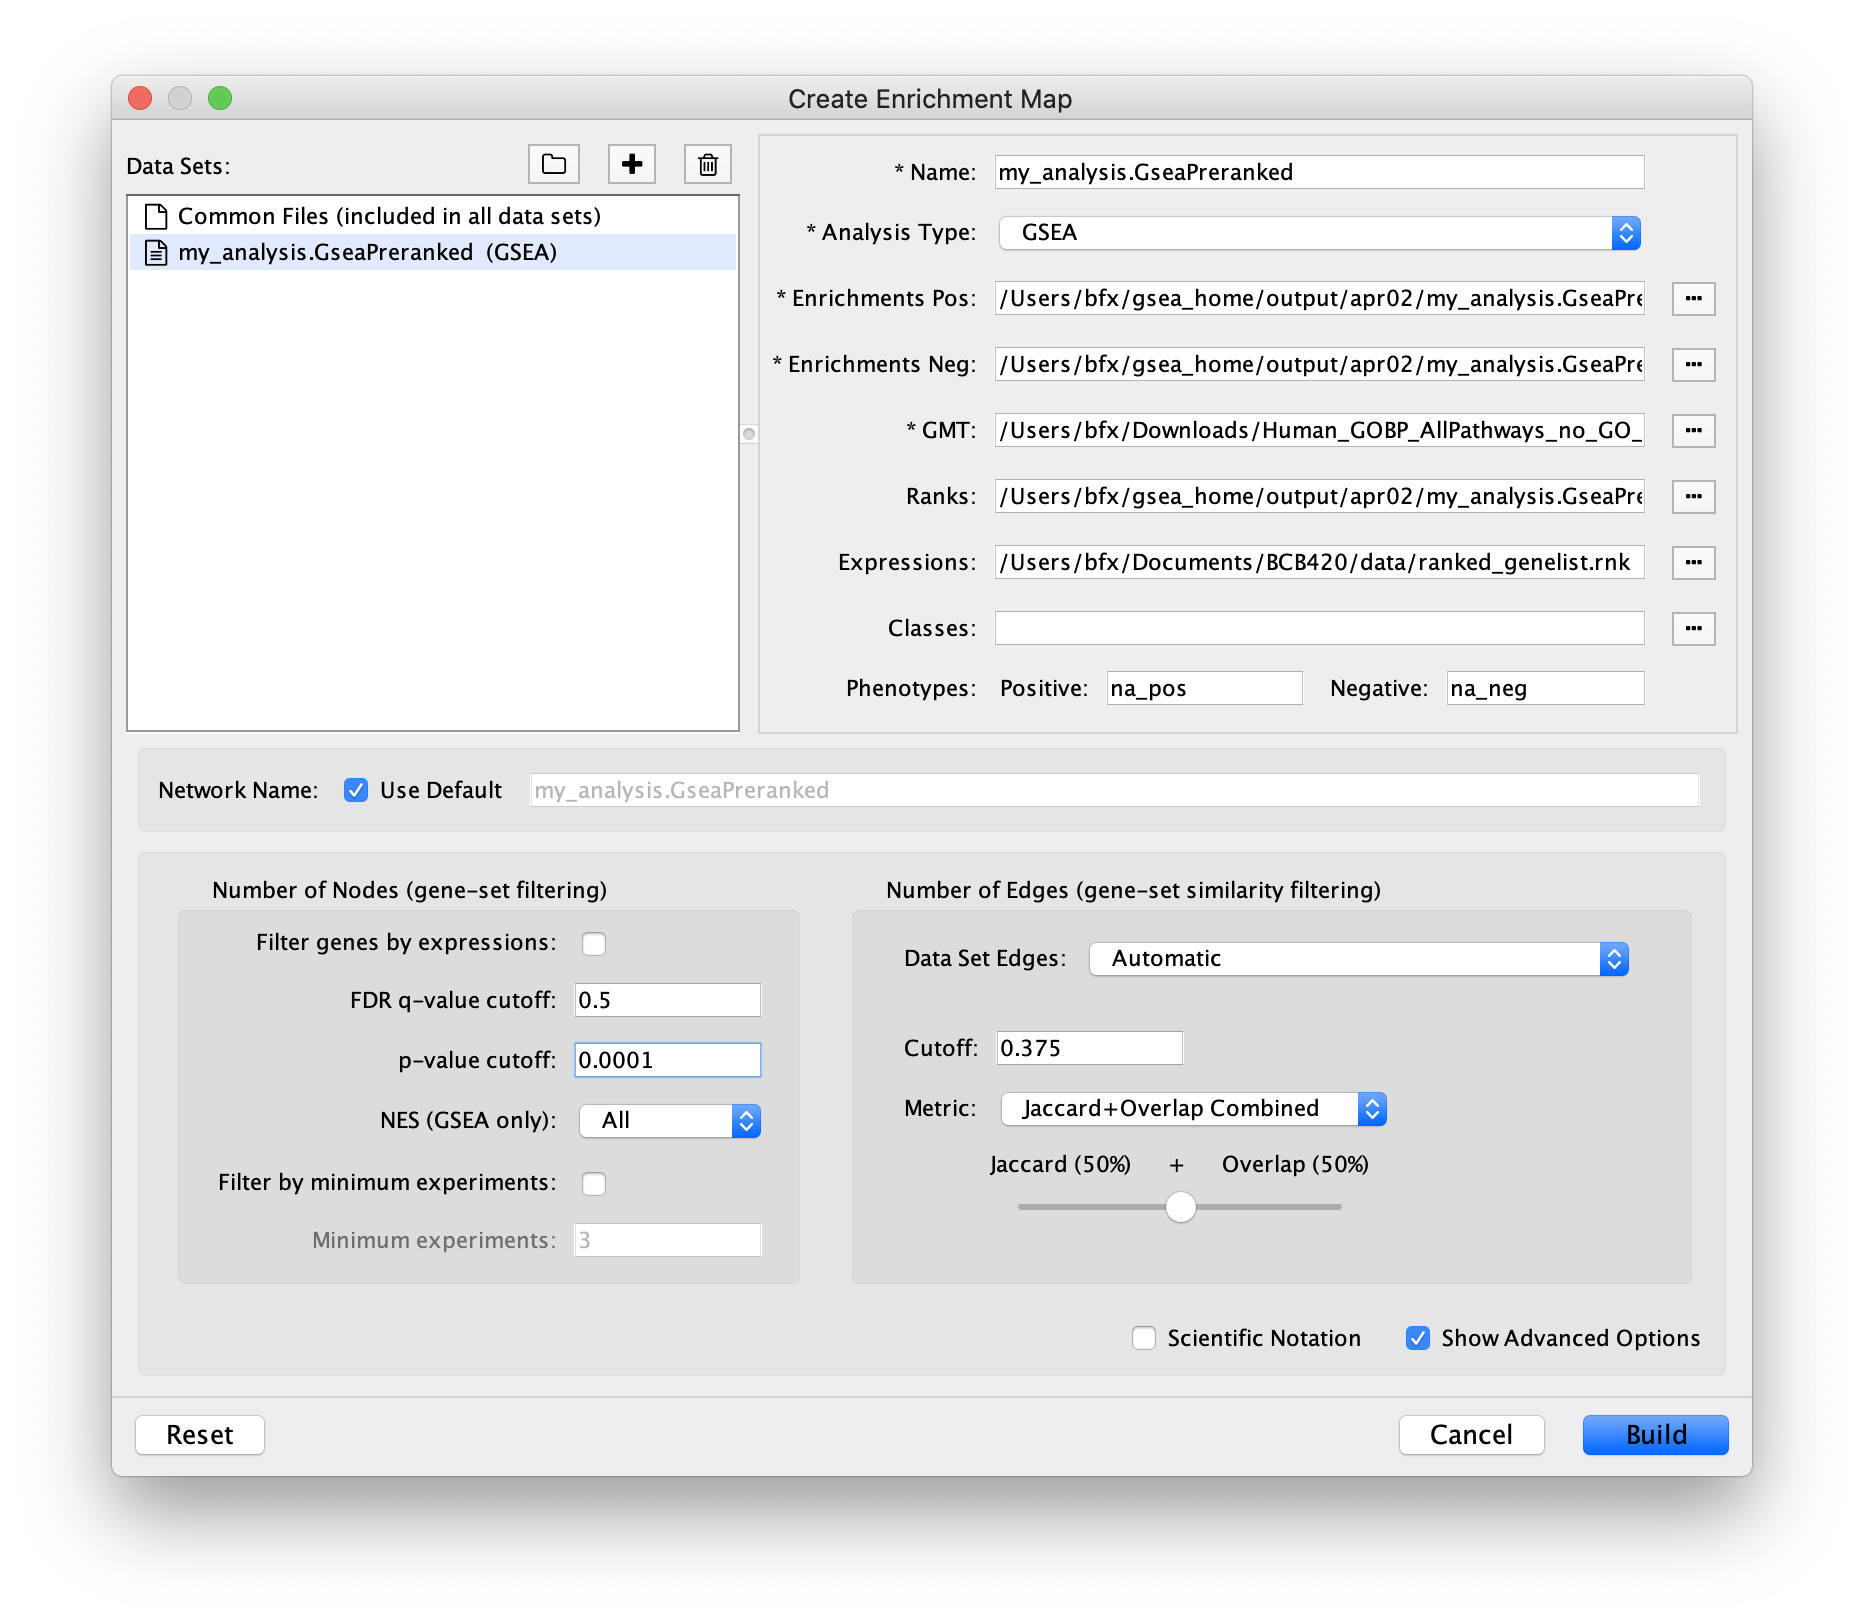 Create Enrichment Map
Data Sets:
Common Files (included in all data sets)
my_analysis.GseaPreranked (GSEA)
* Name: my_analysis.GseaPreranked
* Analysis Type: GSEA
* Enrichments Pos: /Users/bfx/gsea_home/output/apr02/my_analysis.GseaPre
* Enrichments Neg: /Users/bfx/gsea_home/output/apr02/my_analysis.GseaPre
* GMT: /Users/bfx/Downloads/Human_GOBP_AllPathways_no_GO_
Ranks: /Users/bfx/gsea_home/output/apr02/my_analysis.GseaPre
Expressions: /Users/bfx/Documents/BCB420/data/ranked_genelist.rnk
Classes:
Phenotypes: Positive: na_pos Negative: na_neg
Network Name: Use Default my_analysis.GseaPreranked
Number of Nodes (gene-set filtering)
Filter genes by expressions:
FDR q-value cutoff: 0.5
p-value cutoff: 0.0001
NES (GSEA only): All
Filter by minimum experiments:
Minimum experiments: 3
Number of Edges (gene-set similarity filtering)
Data Set Edges: Automatic
Cutoff: 0.375
Metric: Jaccard+Overlap Combined
Jaccard (50%) + Overlap (50%)
Scientific Notation Show Advanced Options
Reset Cancel Build